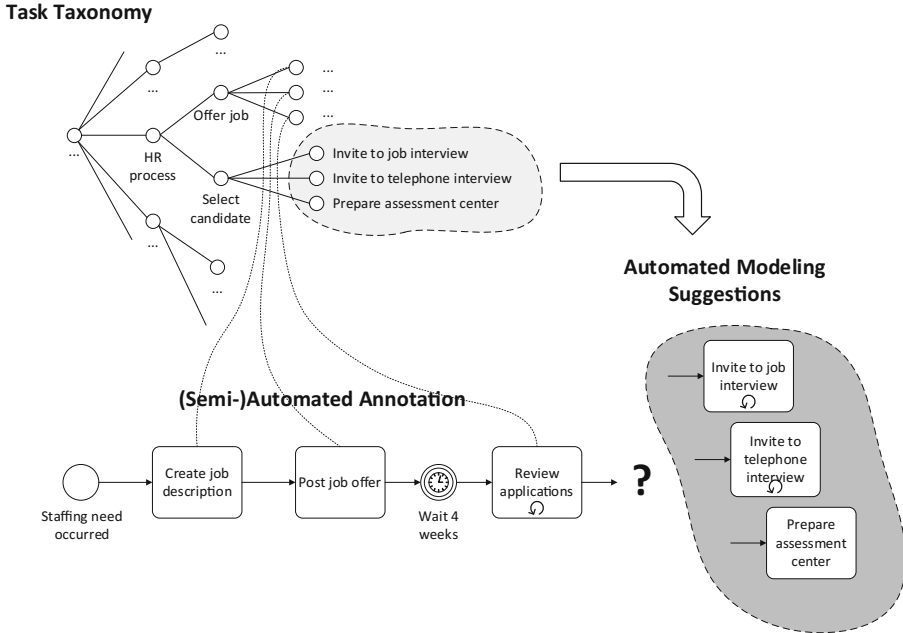 Task Taxonomy
...
...
...
...
...
Offer job
...
...
HR
process
Select
candidate
Invite to job interview
Invite to telephone interview
Prepare assessment center
...
...
Automated Modeling
Suggestions
(Semi-)Automated Annotation
Staffing need
occurred
Create job
description
Post job offer
Wait 4
weeks
Review
applications
?
Invite to job
interview
Invite to
telephone
interview
Prepare
assessment
center